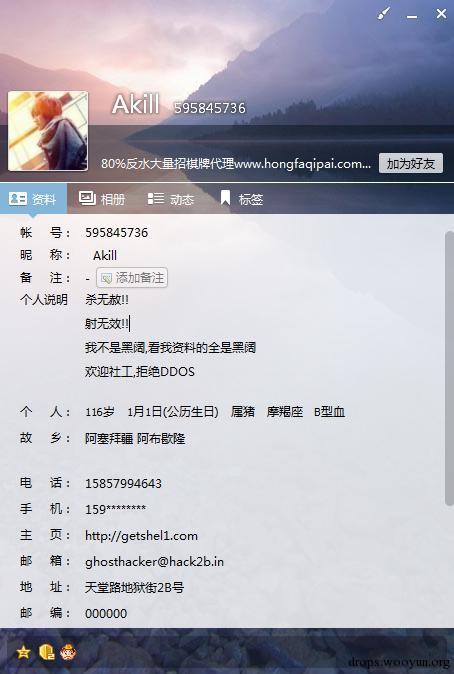 Akill 595845736
80%反水大量招棋牌代理www.hongfaqipai.com... 加为好友
资料 相册 动态 标签
帐 号： 595845736
昵 称： Akill
备 注： - 添加备注
个人说明 杀无赦!!
射无效!!
我不是黑阔,看我资料的全是黑阔
欢迎社工,拒绝DDOS
个 人： 116岁 1月1日(公历生日) 属猪 摩羯座 B型血
故 乡： 阿塞拜疆 阿布歇隆
电 话： 15857994643
手 机： 159********
主 页： http://getshel1.com
邮 箱： ghosthacker@hack2b.in
地 址： 天堂路地狱街2B号
邮 编： 000000
drops.wooyun.org